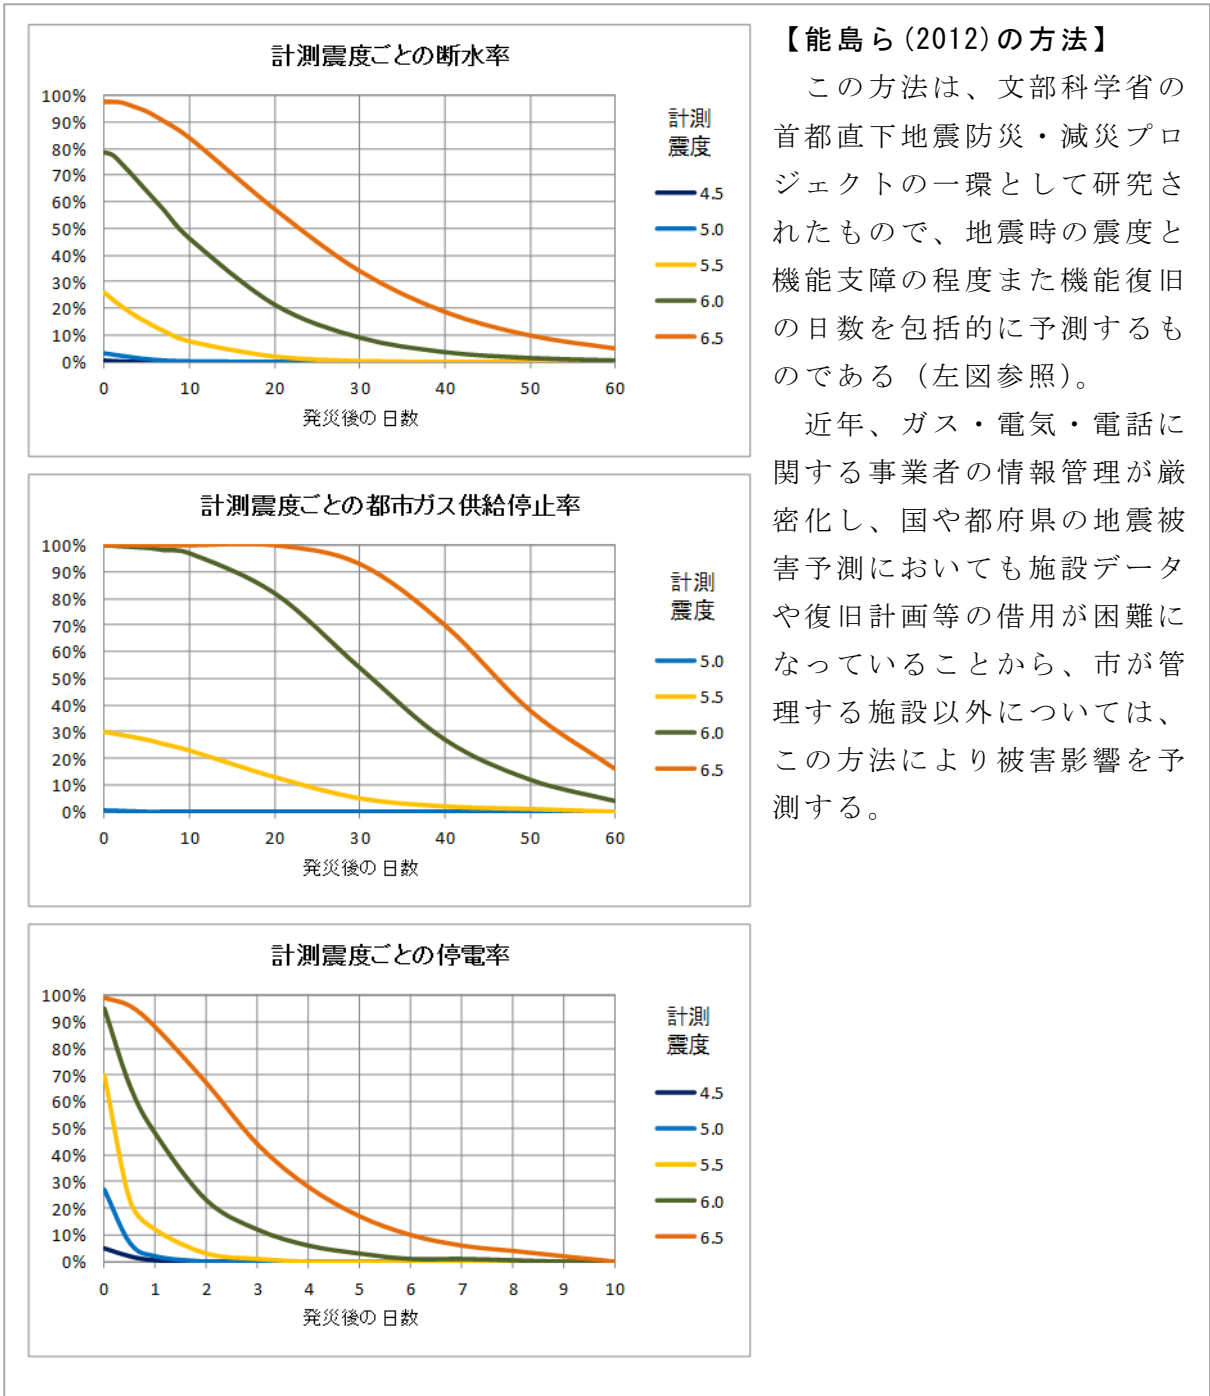 計測震度ごとの断水率
100%
90%
80%
70%
60%
50%
40%
30%
20%
10%
0%
0 10 20 30 40 50 60
発災後の日数
計測
震度
4.5
5.0
5.5
6.0
6.5
計測震度ごとの都市ガス供給停止率
100%
90%
80%
70%
60%
50%
40%
30%
20%
10%
0%
0 10 20 30 40 50 60
発災後の日数
計測
震度
5.0
5.5
6.0
6.5
計測震度ごとの停電率
100%
90%
80%
70%
60%
50%
40%
30%
20%
10%
0%
0 1 2 3 4 5 6 7 8 9 10
発災後の日数
計測
震度
4.5
5.0
5.5
6.0
6.5
【能島ら(2012)の方法】
この方法は、文部科学省の
首都直下地震防災・減災プロ
ジェクトの一環として研究さ
れたもので、地震時の震度と
機能支障の程度また機能復旧
の日数を包括的に予測するも
のである（左図参照）。
近年、ガス・電気・電話に
関する事業者の情報管理が厳
密化し、国や都府県の地震被
害予測においても施設データ
や復旧計画等の借用が困難に
なっていることから、市が管
理する施設以外については、
この方法により被害影響を予
測する。